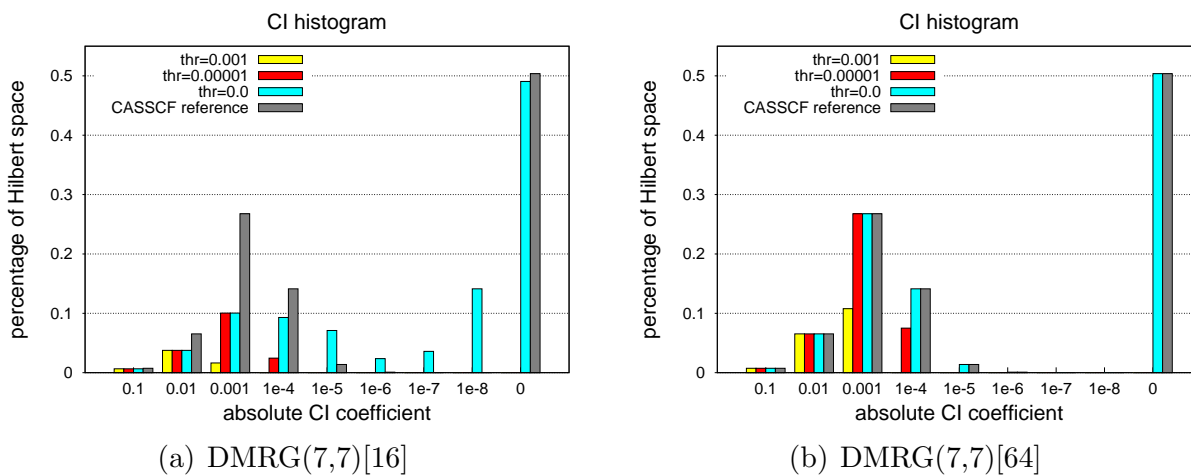 CI histogram
percentage of Hilbert space
thr=0.001
thr=0.00001
thr=0.0
CASSCF reference
0.5
0.4
0.3
0.2
0.1
0
0.1 0.01 0.001 1e-4 1e-5 1e-6 1e-7 1e-8 0
absolute CI coefficient
(a) DMRG(7,7)[16]
CI histogram
percentage of Hilbert space
thr=0.001
thr=0.00001
thr=0.0
CASSCF reference
0.5
0.4
0.3
0.2
0.1
0
0.1 0.01 0.001 1e-4 1e-5 1e-6 1e-7 1e-8 0
absolute CI coefficient
(b) DMRG(7,7)[64]